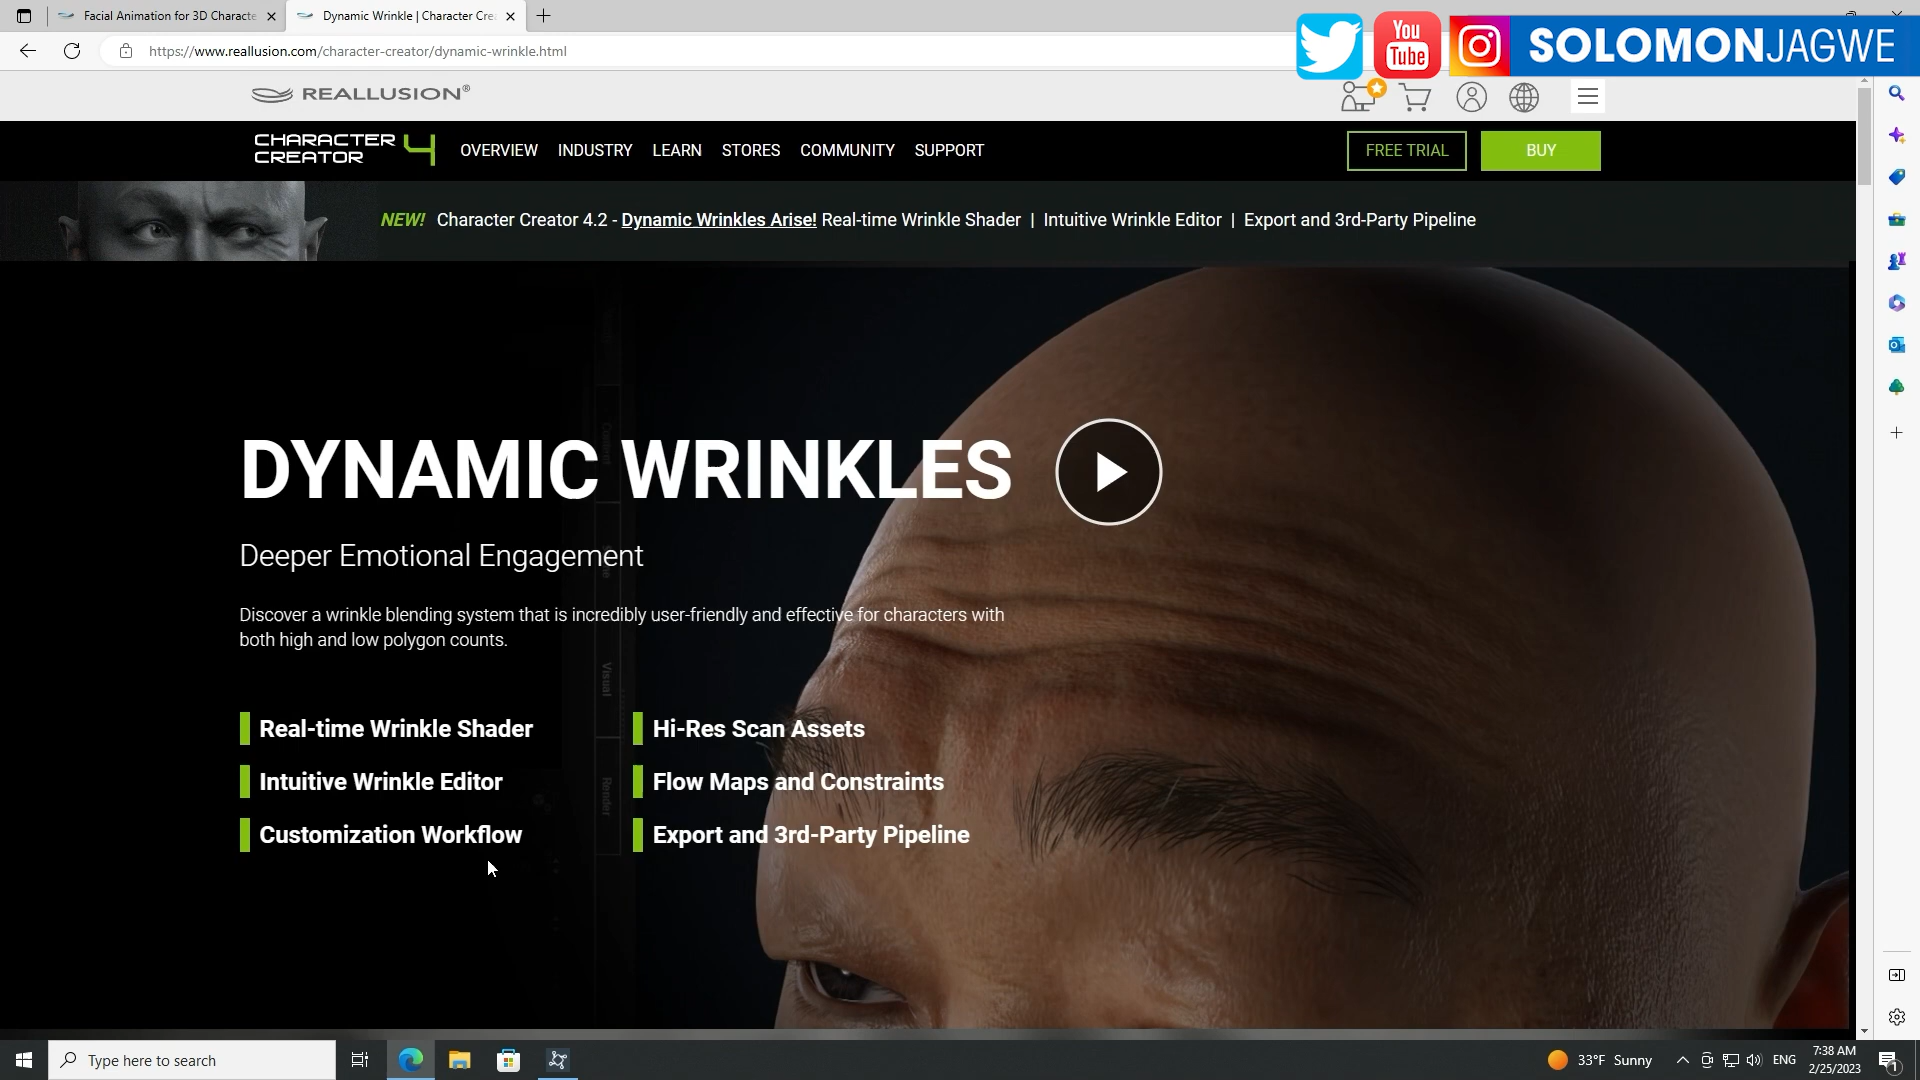 Facial Animation for 3D Characte
Dynamic Wrinkle | Character Cre
https://www.reallusion.com/character-creator/dynamic-wrinkle.html
You
Tube
SOLOMONJAGWE
REALLUSION®
CHARACTER
CREATOR 4
OVERVIEW INDUSTRY LEARN STORES COMMUNITY SUPPORT
FREE TRIAL BUY
NEW! Character Creator 4.2 - Dynamic Wrinkles Arise! Real-time Wrinkle Shader | Intuitive Wrinkle Editor | Export and 3rd-Party Pipeline
DYNAMIC WRINKLES
Deeper Emotional Engagement
Discover a wrinkle blending system that is incredibly user-friendly and effective for characters with
both high and low polygon counts.
Real-time Wrinkle Shader
Hi-Res Scan Assets
Intuitive Wrinkle Editor
Flow Maps and Constraints
Customization Workflow
Export and 3rd-Party Pipeline
Visual
Render
Type here to search
33°F Sunny
ENG
7:38 AM
2/25/2023
1